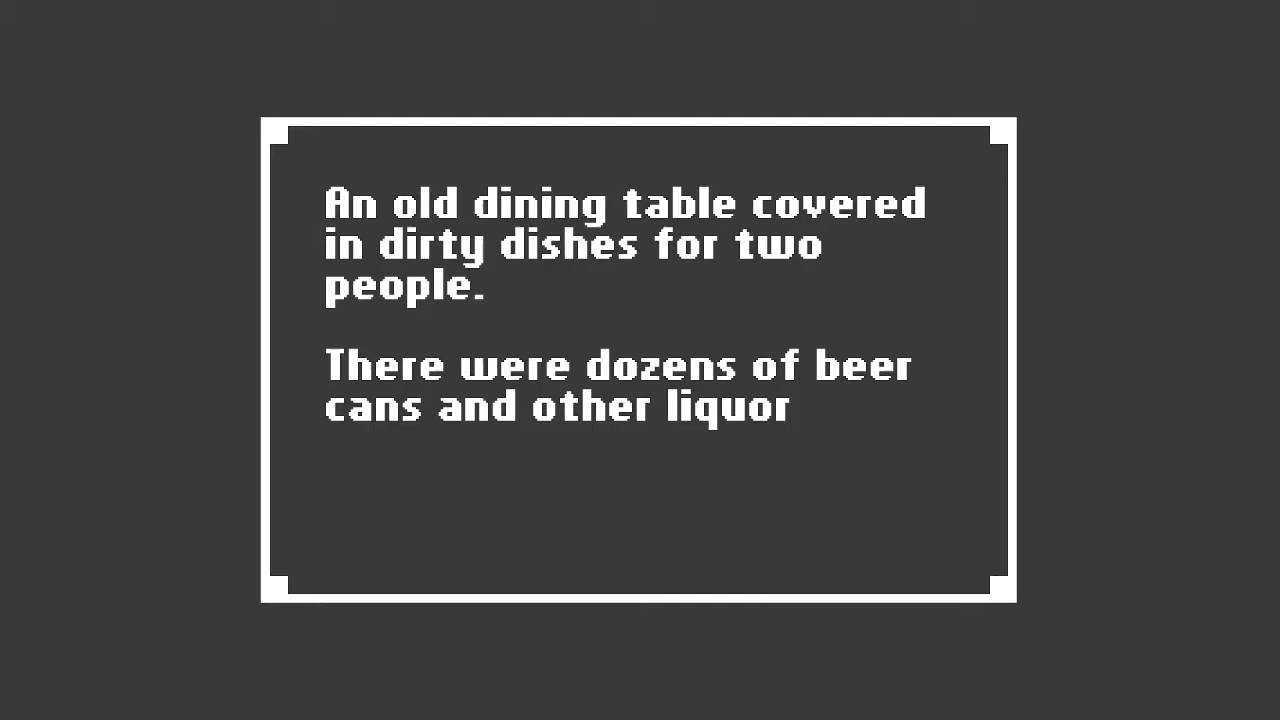 An old dining table covered
in dirty dishes for two
people.
There were dozens of beer
cans and other liquor